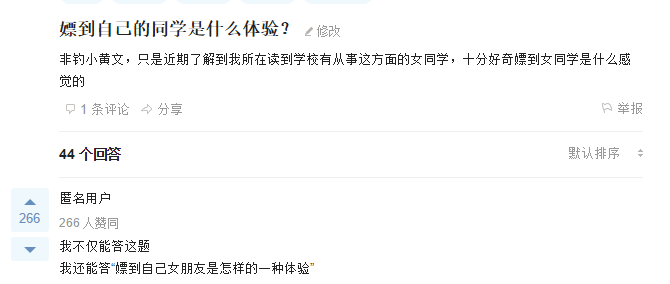 嫖到自己的同学是什么体验？ 修改
非钓小黄文，只是近期了解到我所在读到学校有从事这方面的女同学，十分好奇嫖到女同学是什么感
觉的
1 条评论 分享 举报
44 个回答 默认排序
匿名用户
266
266 人赞同
我不仅能答这题
我还能答“嫖到自己女朋友是怎样的一种体验”